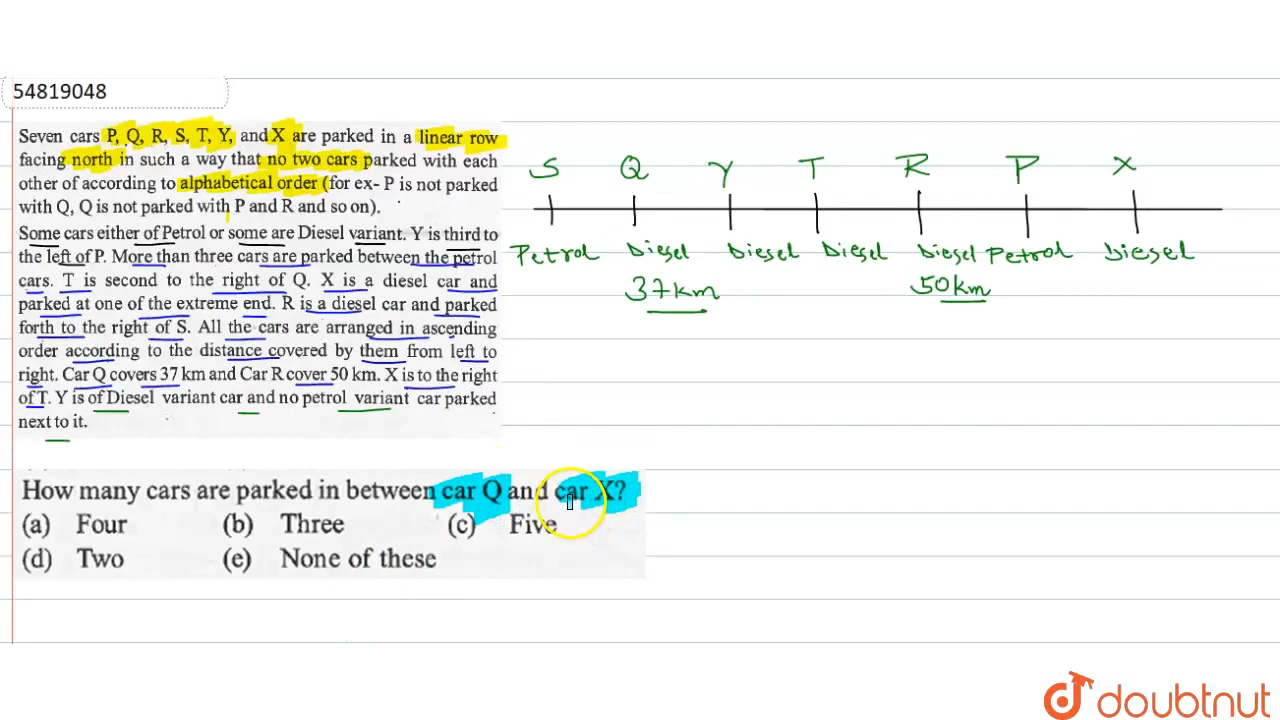 54819048
Seven cars P, Q, R, S, T, Y, and X are parked in a linear row
facing north in such a way that no two cars parked with each
other of according to alphabetical order (for ex- P is not parked
with Q, Q is not parked with P and R and so on).
Some cars either of Petrol or some are Diesel variant. Y is third to
the left of P. More than three cars are parked between the petrol
cars. T is second to the right of Q. X is a diesel car and
parked at one of the extreme end. R is a diesel car and parked
forth to the right of S. All the cars are arranged in ascending
order according to the distance covered by them from left to
right. Car Q covers 37 km and Car R cover 50 km. X is to the right
of T. Y is of Diesel variant car and no petrol variant car parked
next to it.
S Q Y T R P X
Petrol Diesel Diesel Diesel Diesel Petrol Diesel
37km 50km
How many cars are parked in between car Q and car X?
(a) Four (b) Three (c) Five
(d) Two (e) None of these
doubtnut